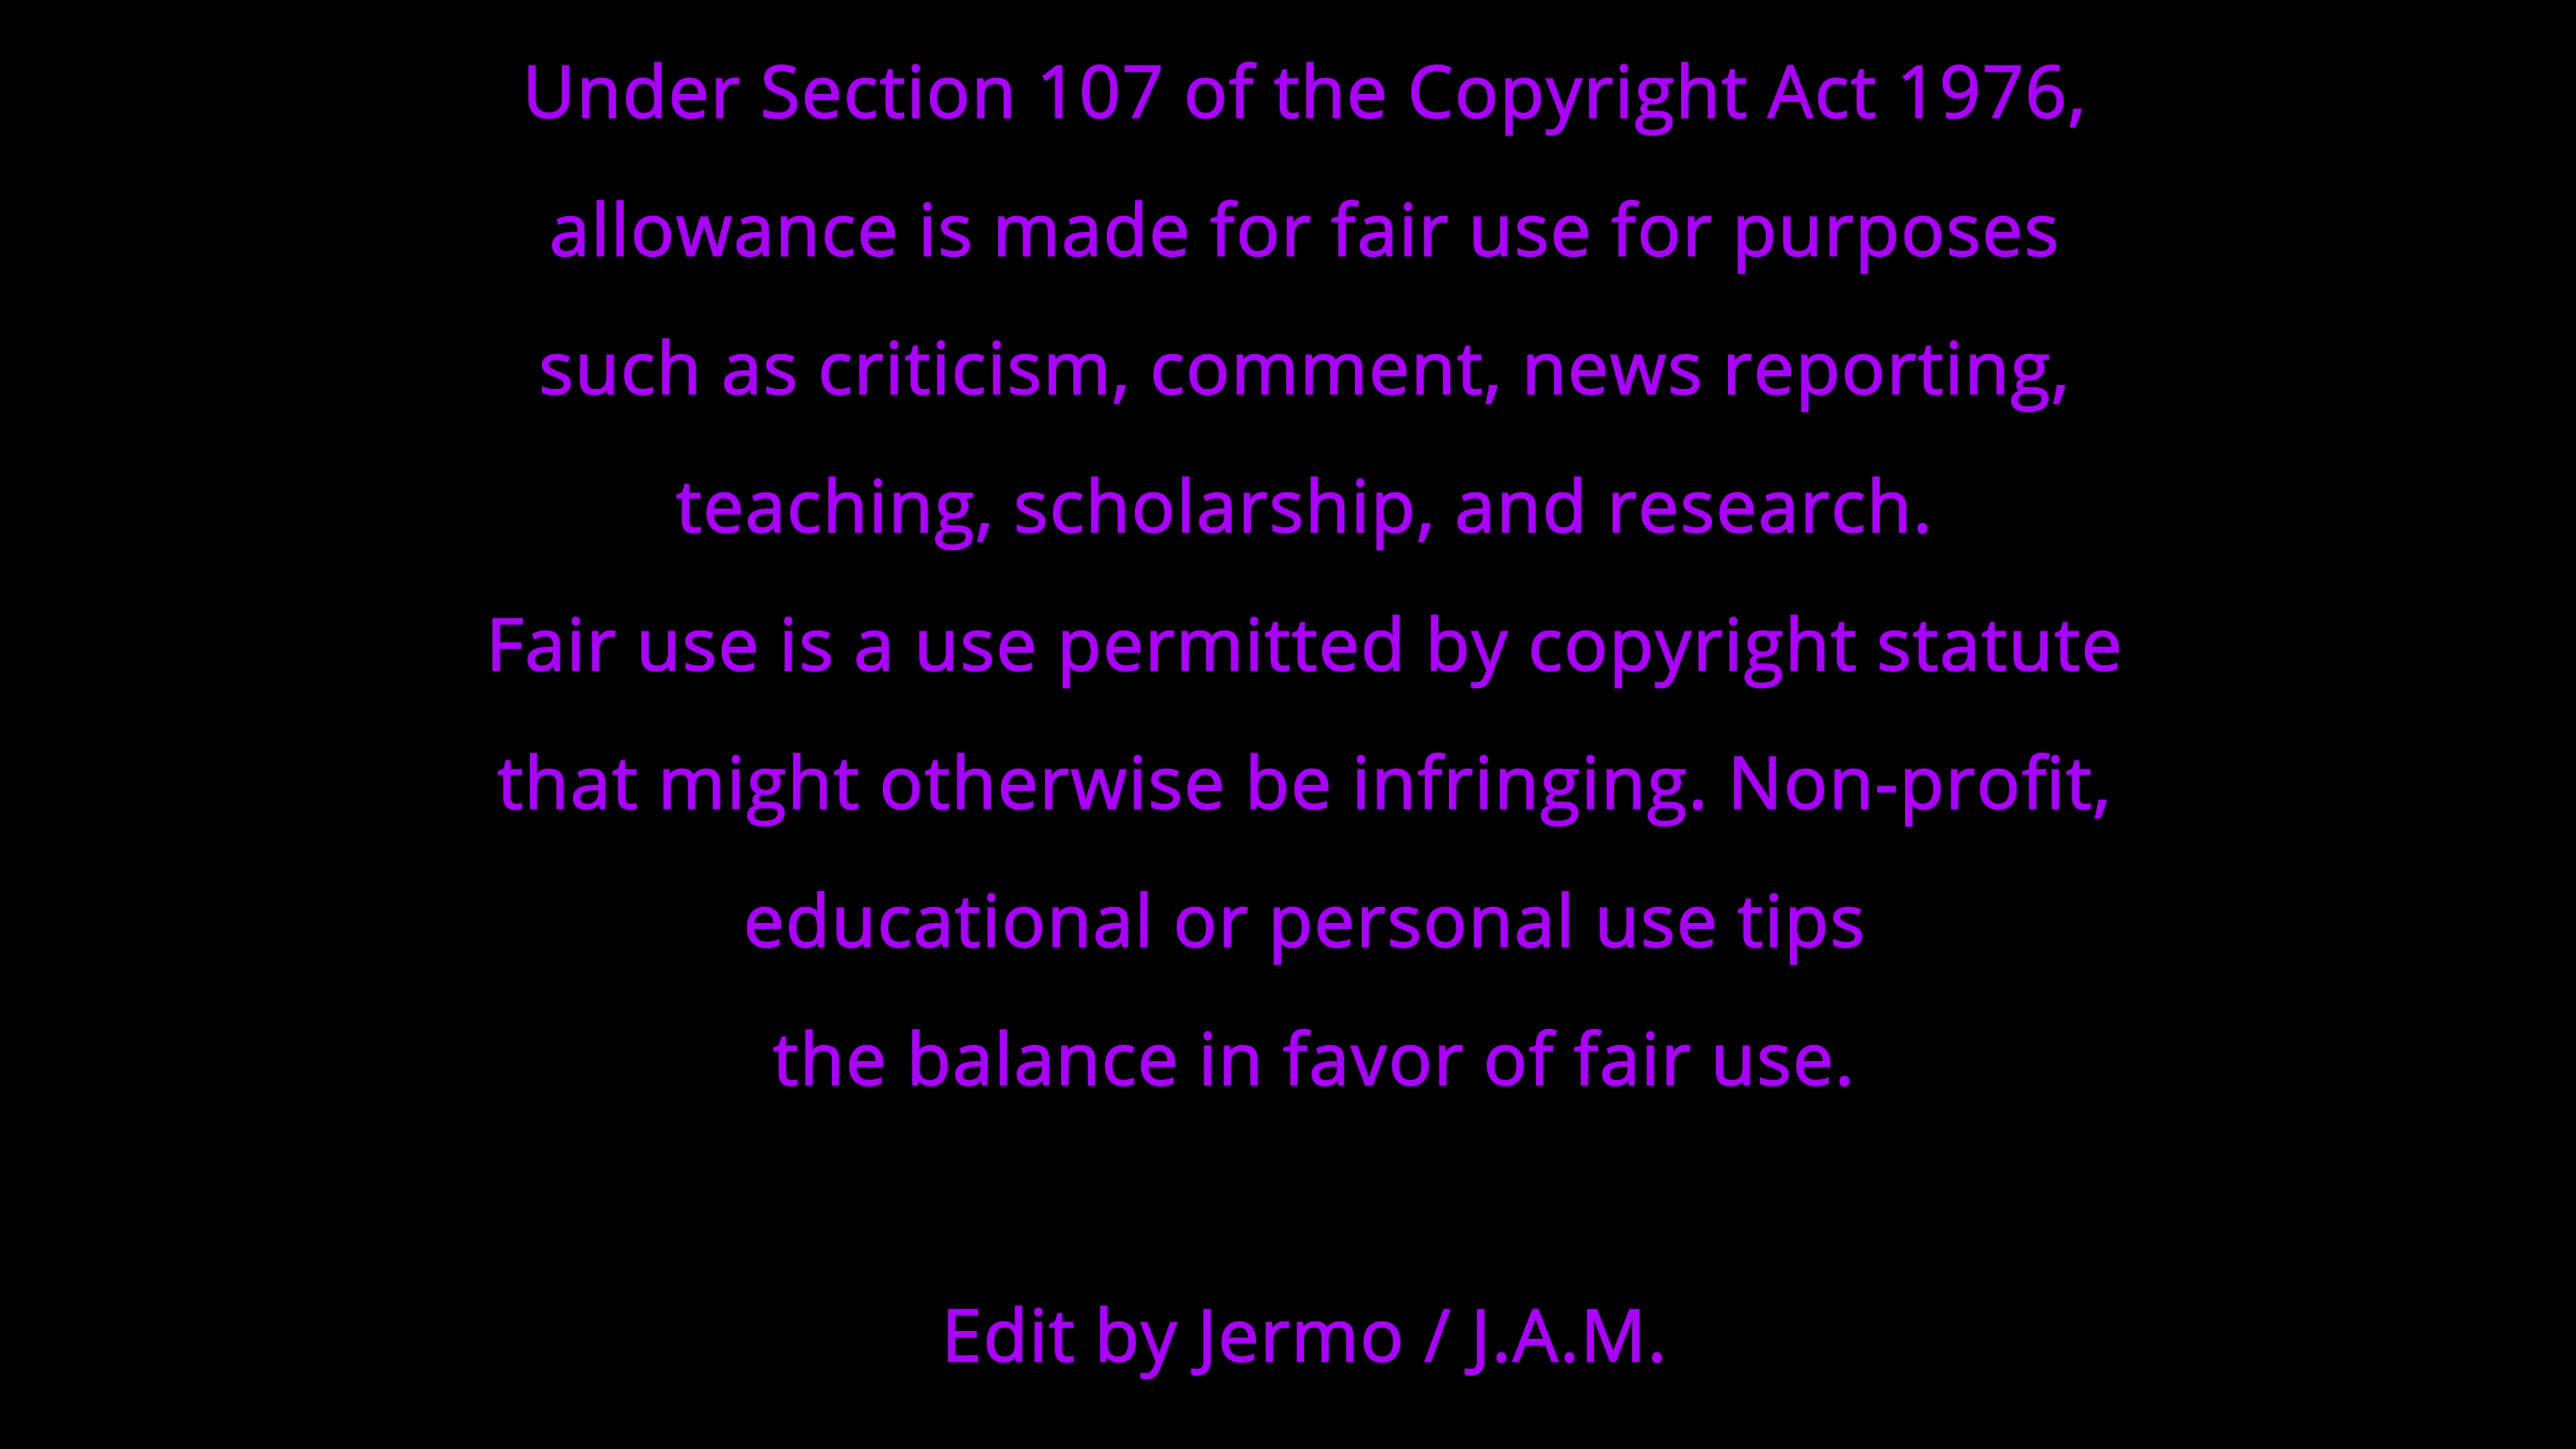 Under Section 107 of the Copyright Act 1976,
allowance is made for fair use for purposes
such as criticism, comment, news reporting,
teaching, scholarship, and research.
Fair use is a use permitted by copyright statute
that might otherwise be infringing. Non-profit,
educational or personal use tips
the balance in favor of fair use.
Edit by Jermo / J.A.M.